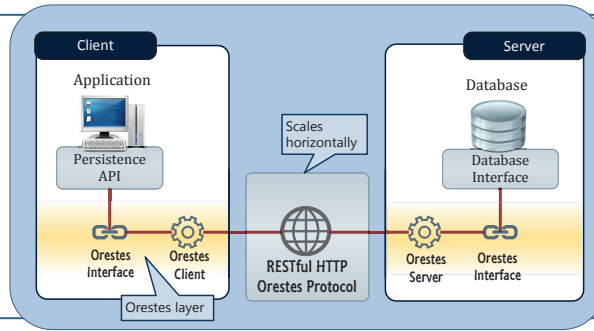 Client
Server
Application
Database
Scales
horizontally
Persistence
API
Database
Interface
Orestes
Interface
Orestes
Client
RESTful HTTP
Orestes Protocol
Orestes
Server
Orestes
Interface
Orestes layer